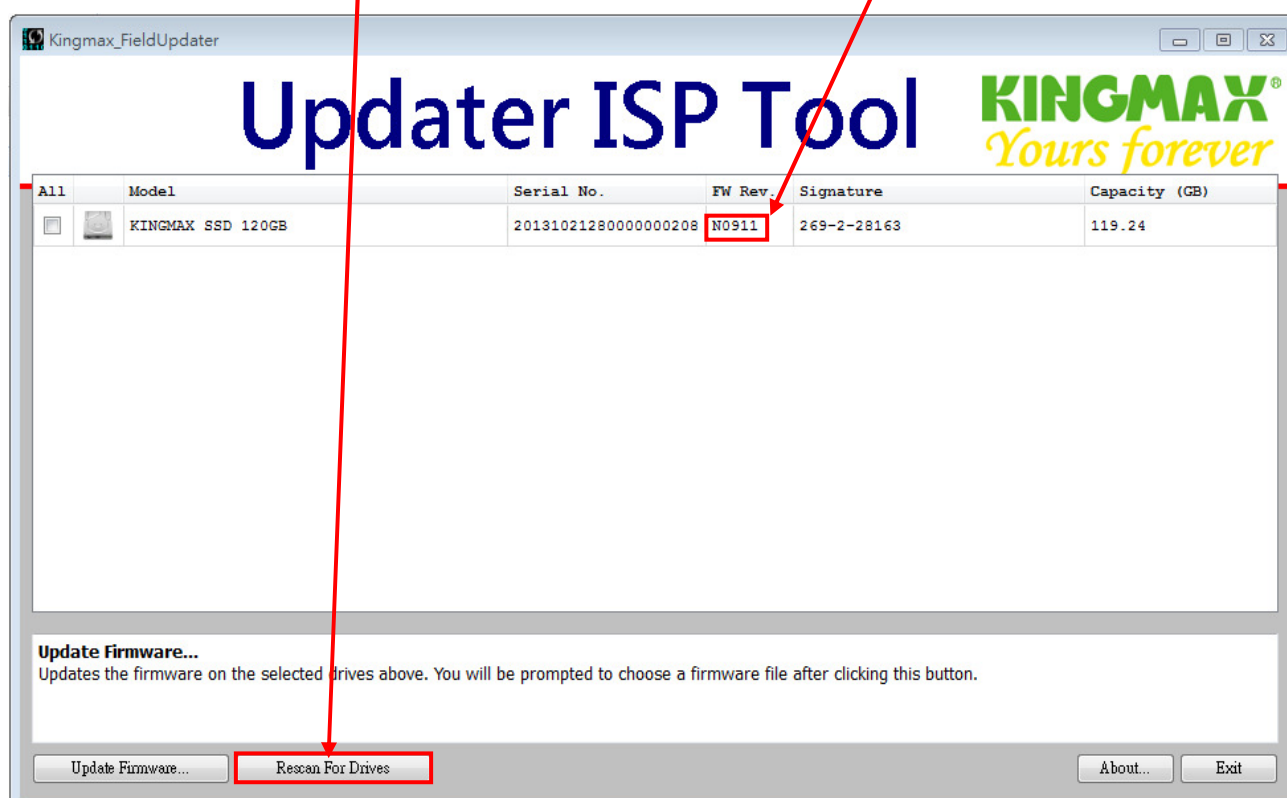 Kingmax_FieldUpdater
Updater ISP Tool
KINGMAX®
Yours forever
All Model Serial No. FW Rev. Signature Capacity (GB)
KINGMAX SSD 120GB 20131021280000000208 N0911 269-2-28163 119.24
Update Firmware...
Updates the firmware on the selected drives above. You will be prompted to choose a firmware file after clicking this button.
Update Firmware... Rescan For Drives About... Exit